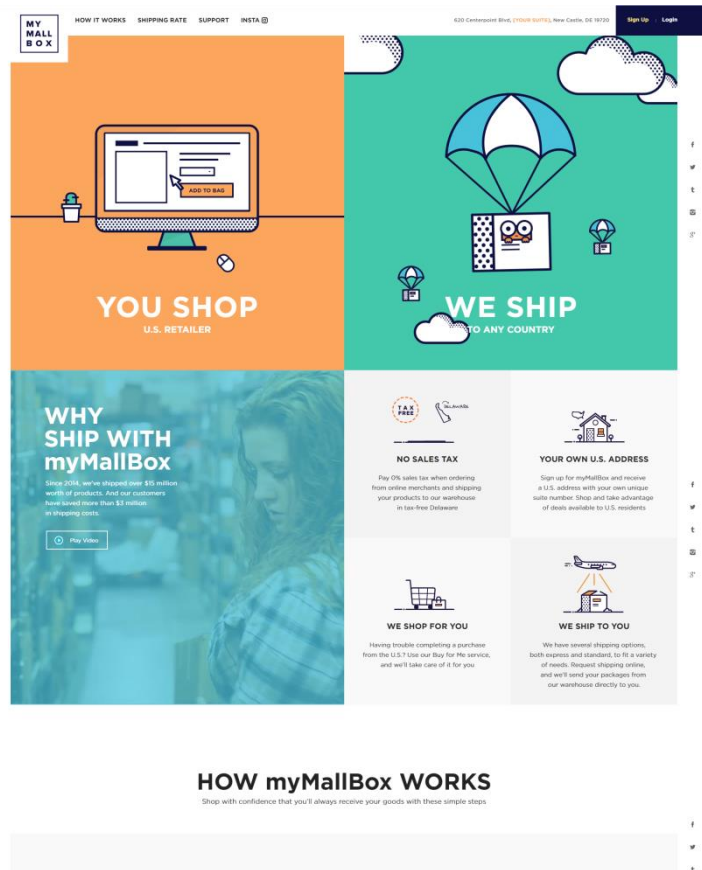 MY
MALL
BOX
HOW IT WORKS SHIPPING RATE SUPPORT INSTA
620 Centerpoint Blvd, [YOUR SUITE], New Castle, DE 19720
Sign Up Login
ADD TO BAG
YOU SHOP
U.S. RETAILER
WE SHIP
TO ANY COUNTRY
WHY
SHIP WITH
myMallBox
Since 2014, we've shipped over $15 million
worth of products. And our customers
have saved more than $3 million
in shipping costs.
Play Video
TAX
FREE
DELAWARE
NO SALES TAX
Pay 0% sales tax when ordering
from online merchants and shipping
your products to our warehouse
in tax-free Delaware
YOUR OWN U.S. ADDRESS
Sign up for myMallBox and receive
a U.S. address with your own unique
suite number. Shop and take advantage
of deals available to U.S. residents
WE SHOP FOR YOU
Having trouble completing a purchase
from the U.S.? Use our Buy for Me service,
and we'll take care of it for you
WE SHIP TO YOU
We have several shipping options,
both express and standard, to fit a variety
of needs. Request shipping online,
and we'll send your packages from
our warehouse directly to you.
HOW myMallBox WORKS
Shop with confidence that you'll always receive your goods with these simple steps